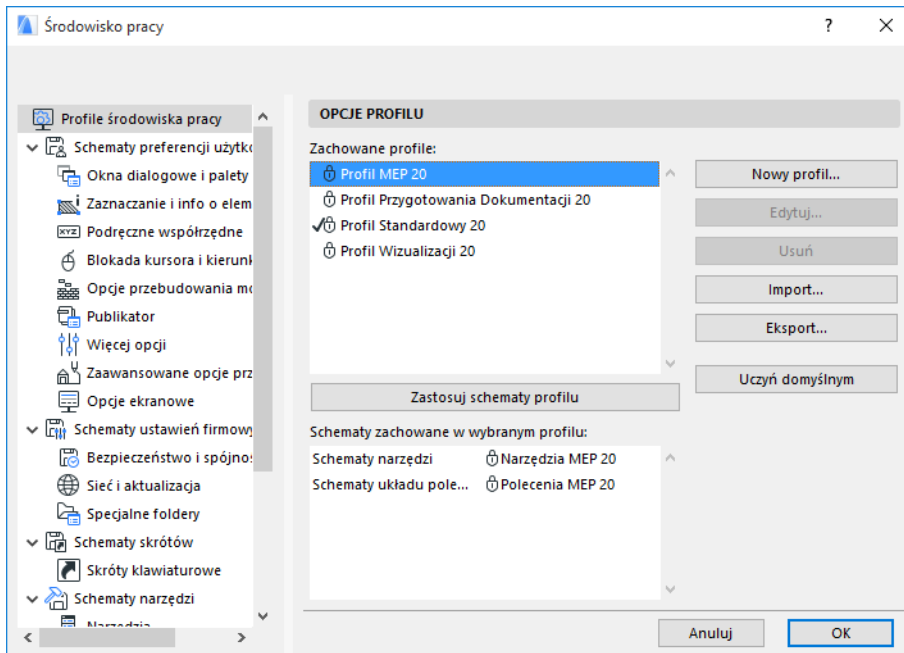 Środowisko pracy
?
Profile środowiska pracy
Schematy preferencji użytko
Okna dialogowe i palety
Zaznaczanie i info o elem
XYZ Podręczne współrzędne
Blokada kursora i kierunk
Opcje przebudowania mo
Publikator
Więcej opcji
Zaawansowane opcje prz
Opcje ekranowe
Schematy ustawień firmowy
Bezpieczeństwo i spójnoś
Sieć i aktualizacja
Specjalne foldery
Schematy skrótów
Skróty klawiaturowe
Schematy narzędzi
Narzędzia
OPCJE PROFILU
Zachowane profile:
Profil MEP 20
Profil Przygotowania Dokumentacji 20
Profil Standardowy 20
Profil Wizualizacji 20
Nowy profil...
Edytuj...
Usuń
Import...
Eksport...
Uczyń domyślnym
Zastosuj schematy profilu
Schematy zachowane w wybranym profilu:
Schematy narzędzi Narzędzia MEP 20
Schematy układu pole... Polecenia MEP 20
Anuluj
OK